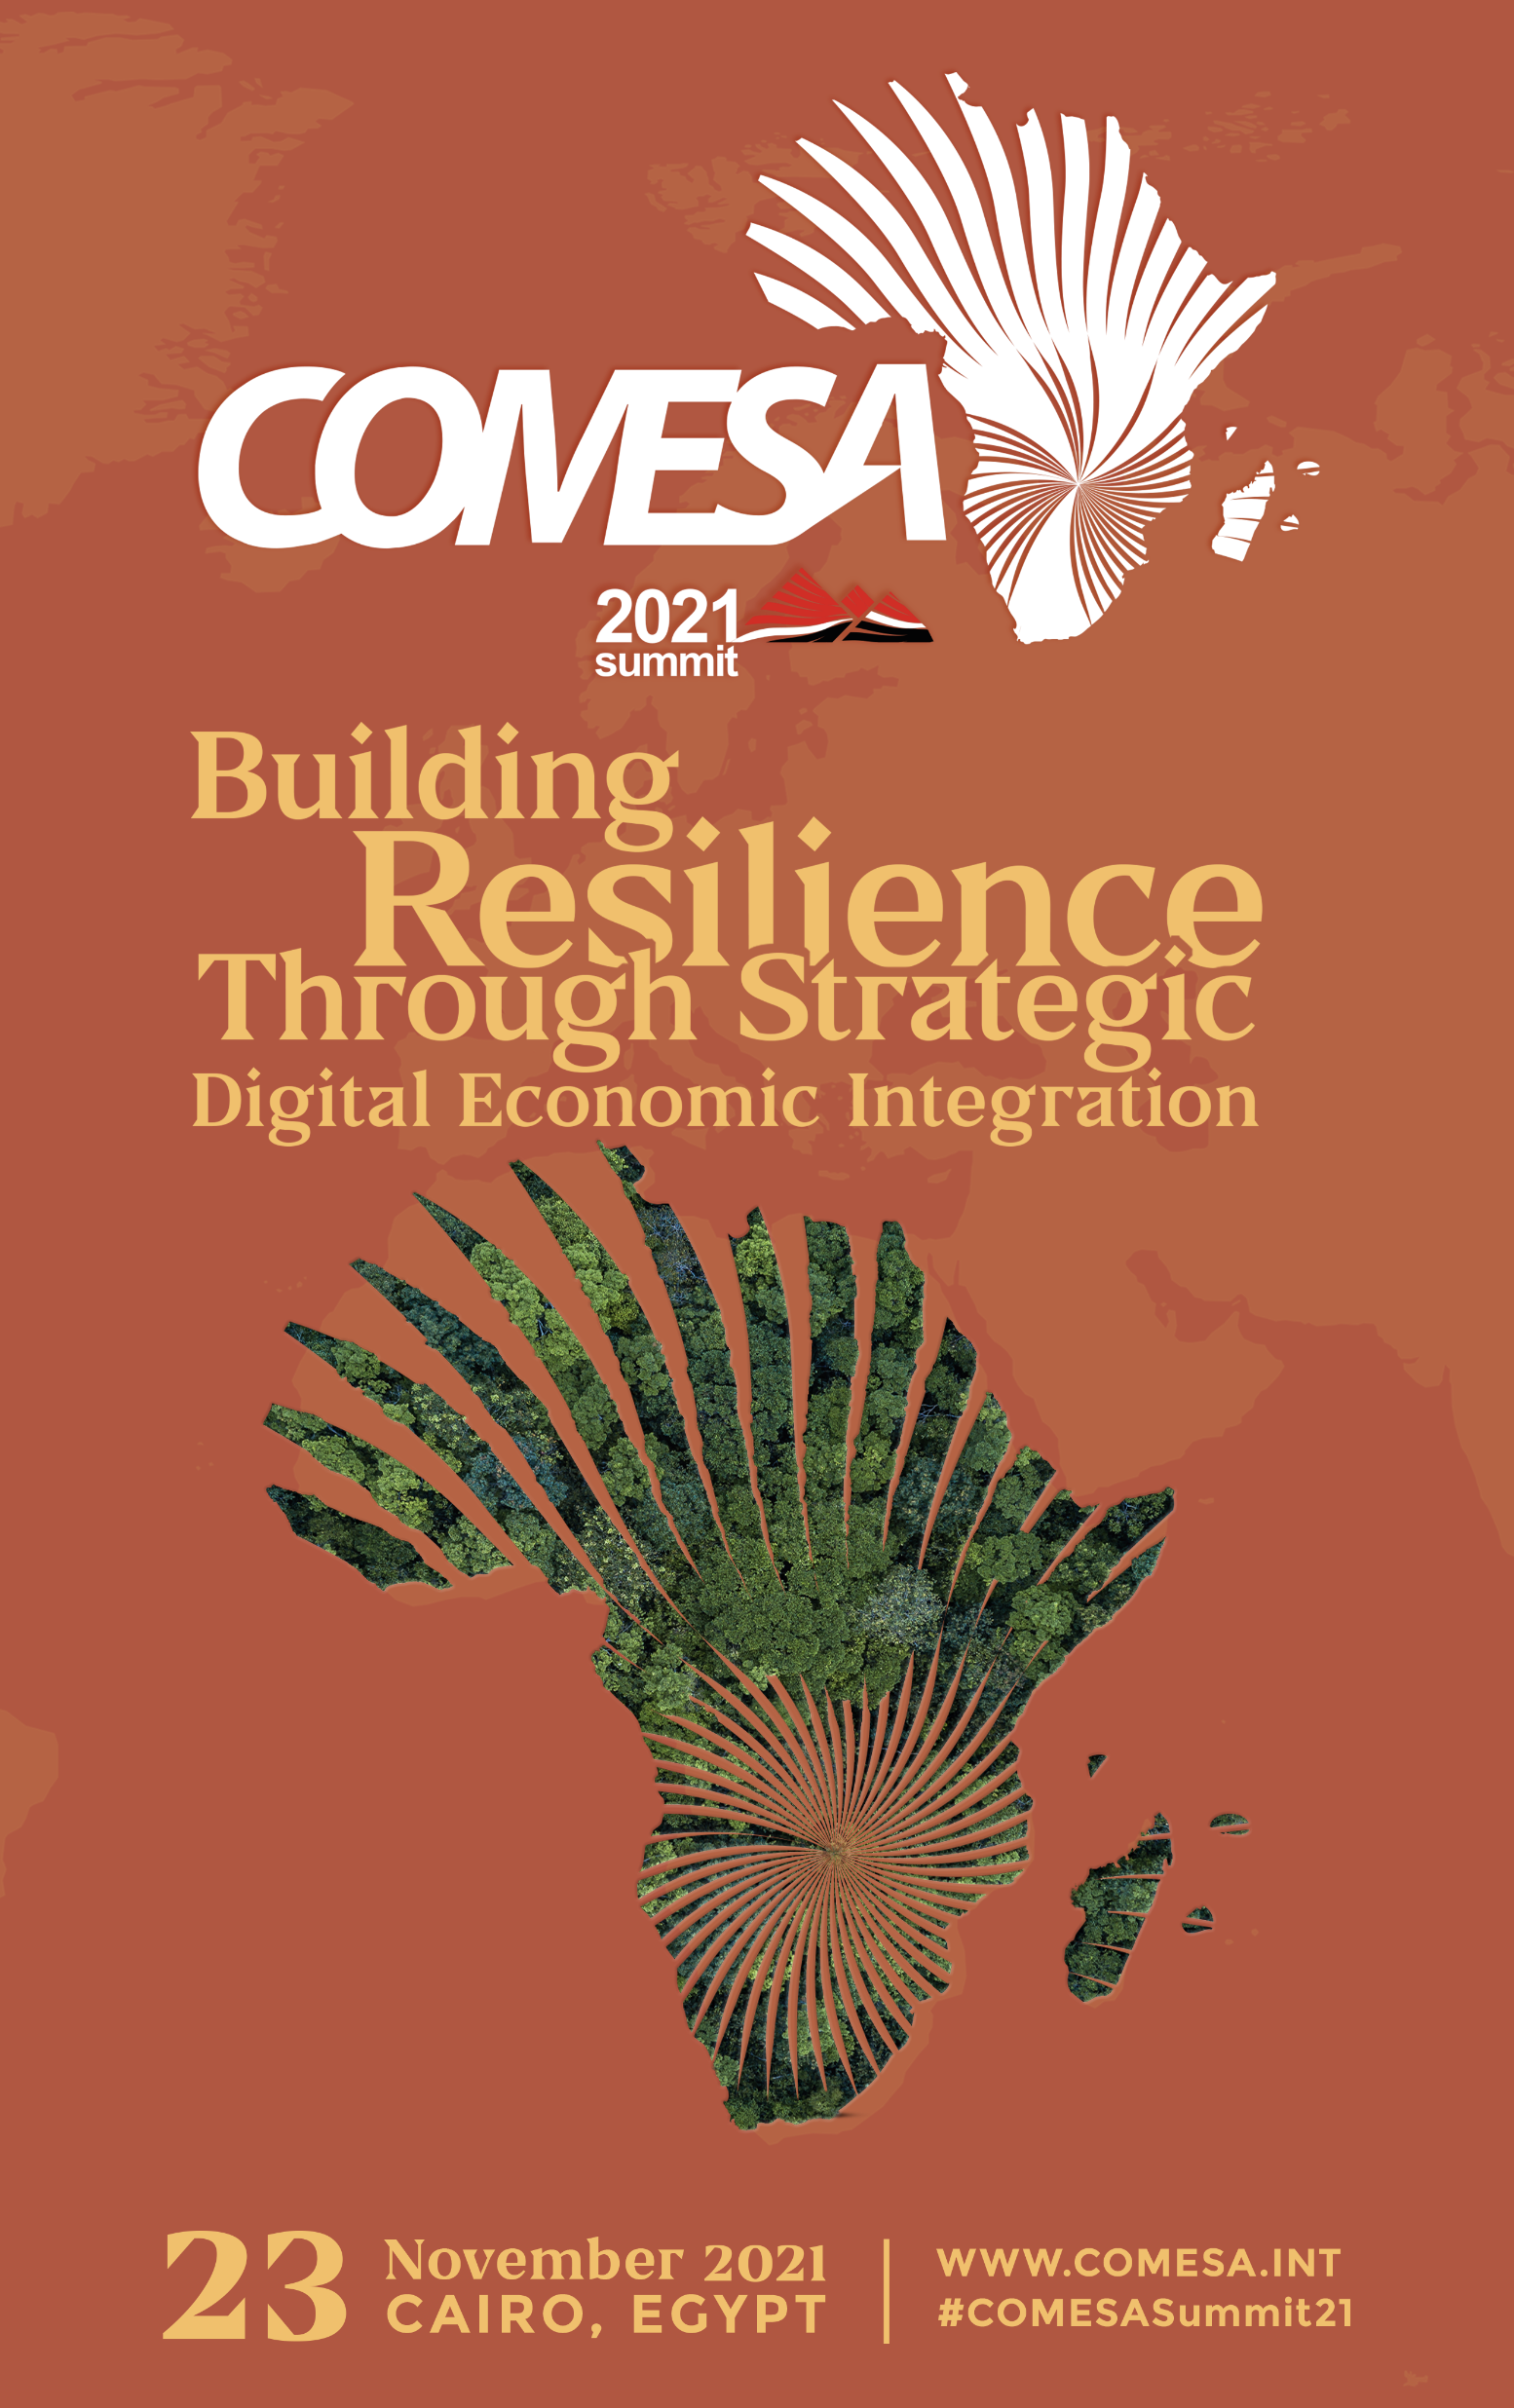 COMESA
2021
summit
Building
Resilience
Through Strategic
Digital Economic Integration
23 November 2021
CAIRO, EGYPT
WWW.COMESA.INT
#COMESASummit21